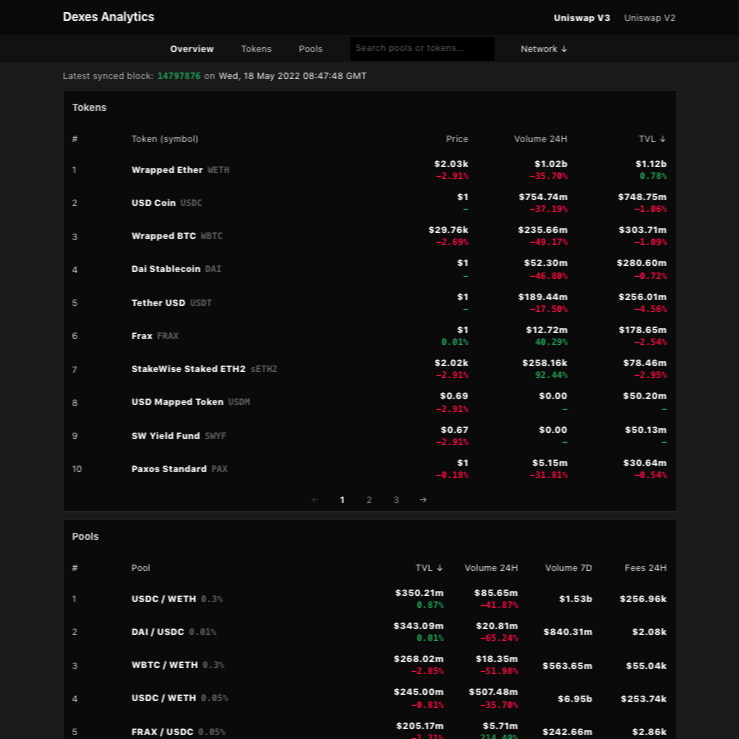 Dexes Analytics Uniswap V3 Uniswap V2
Overview Tokens Pools Search pools or tokens... Network ↓
Latest synced block: 14797876 on Wed, 18 May 2022 08:47:48 GMT
Tokens
# Token (symbol) Price Volume 24H TVL ↓
1 Wrapped Ether WETH $2.03k $1.02b $1.12b
−2.91% −35.70% 0.78%
2 USD Coin USDC $1 $754.74m $748.75m
– −37.19% −1.06%
3 Wrapped BTC WBTC $29.76k $235.66m $303.71m
−2.69% −49.17% −1.09%
4 Dai Stablecoin DAI $1 $52.30m $280.60m
– −46.80% −0.72%
5 Tether USD USDT $1 $189.44m $256.01m
– −17.50% −4.56%
6 Frax FRAX $1 $12.72m $178.65m
0.01% 40.29% −2.54%
7 StakeWise Staked ETH2 sETH2 $2.02k $258.16k $78.46m
−2.91% 92.44% −2.95%
8 USD Mapped Token USDM $0.69 $0.00 $50.20m
−2.91% – –
9 SW Yield Fund SWYF $0.67 $0.00 $50.13m
−2.91% – –
10 Paxos Standard PAX $1 $5.15m $30.64m
−0.18% −31.81% −0.54%
← 1 2 3 →
Pools
# Pool TVL ↓ Volume 24H Volume 7D Fees 24H
1 USDC / WETH 0.3% $350.21m $85.65m $1.53b $256.96k
0.87% −41.87%
2 DAI / USDC 0.01% $343.09m $20.81m $840.31m $2.08k
0.01% −65.24%
3 WBTC / WETH 0.3% $268.02m $18.35m $563.65m $55.04k
−2.85% −51.98%
4 USDC / WETH 0.05% $245.00m $507.48m $6.95b $253.74k
−0.81% −35.70%
5 FRAX / USDC 0.05% $205.17m $5.71m $242.66m $2.86k
−1.31% 214.49%